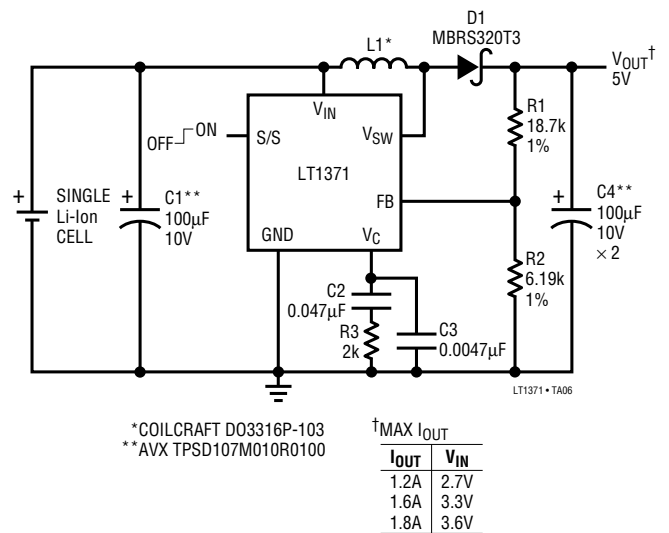 D1
MBRS320T3
L1*
VOUT†
5V
R1
18.7k
1%
VIN
OFF ON
S/S
VSW
LT1371
+
SINGLE
Li-Ion
CELL
+
C1**
100µF
10V
FB
+
C4**
100µF
10V
× 2
GND
VC
R2
6.19k
1%
C2
0.047µF
R3
2k
C3
0.0047µF
LT1371 • TA06
*COILCRAFT DO3316P-103
**AVX TPSD107M010R0100
†MAX IOUT
IOUT VIN
1.2A 2.7V
1.6A 3.3V
1.8A 3.6V